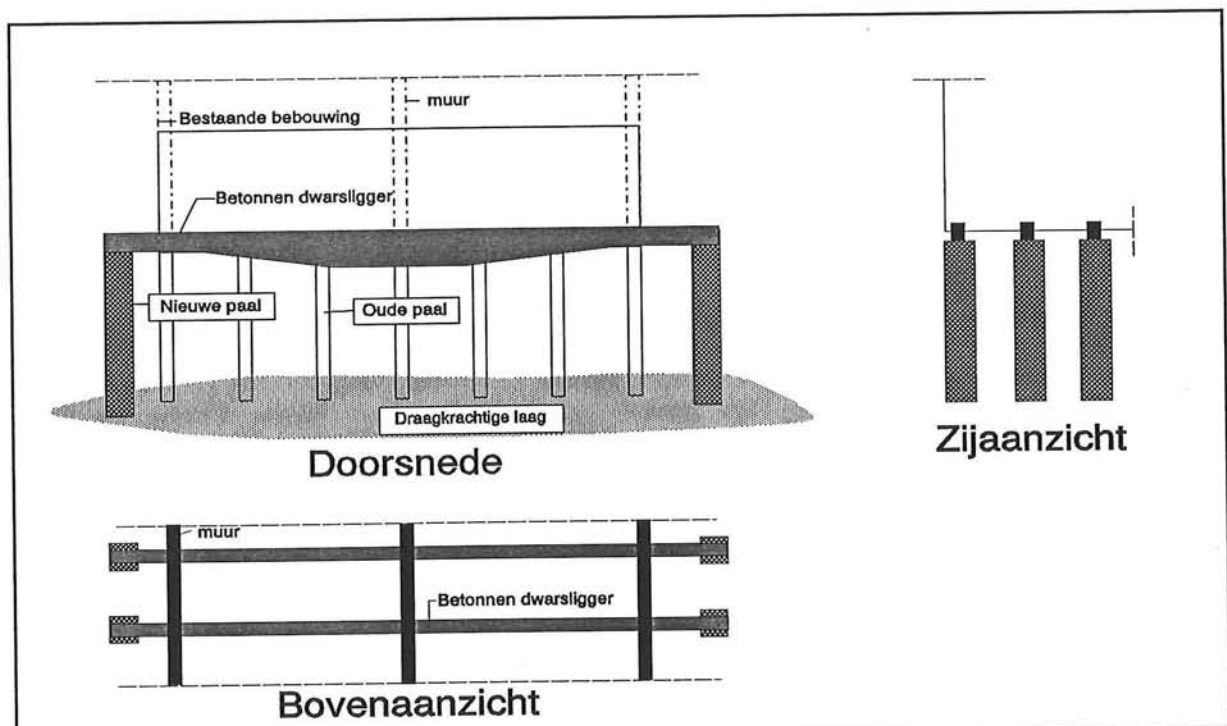 muur
Bestaande bebouwing
Betonnen dwarsligger
Nieuwe paal
Oude paal
Draagkrachtige laag
Doorsnede
Zijaanzicht
muur
Betonnen dwarsligger
Bovenaanzicht